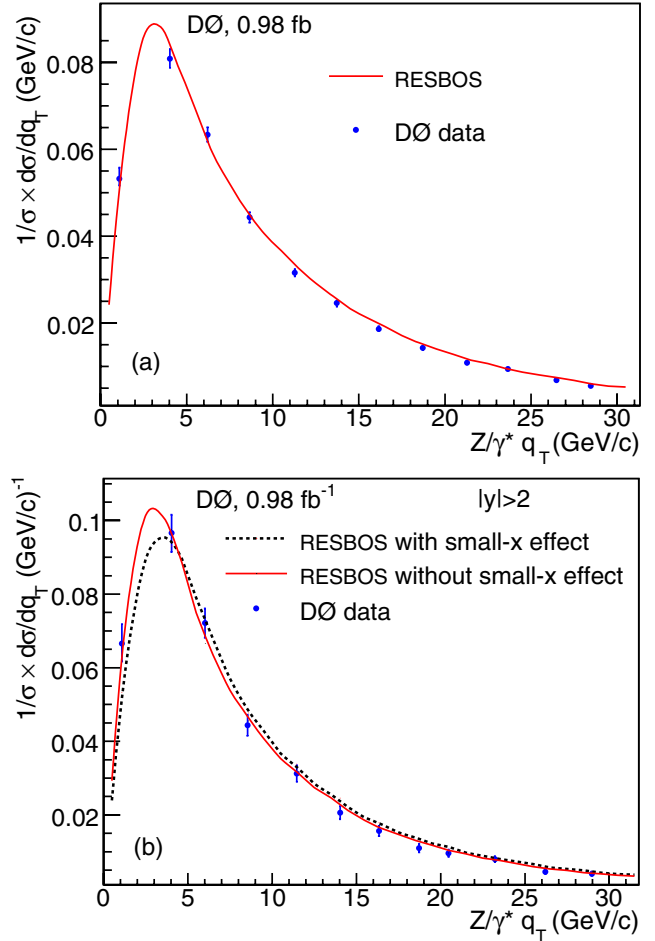 DØ, 0.98 fb
RESBOS
DØ data
1/σ × dσ/dq_T (GeV/c)
0.08
0.06
0.04
0.02
(a)
0 5 10 15 20 25 30
Z/γ* q_T (GeV/c)
DØ, 0.98 fb⁻¹ |y|>2
RESBOS with small-x effect
RESBOS without small-x effect
DØ data
1/σ × dσ/dq_T (GeV/c)⁻¹
0.1
0.08
0.06
0.04
0.02
(b)
0 5 10 15 20 25 30
Z/γ* q_T (GeV/c)